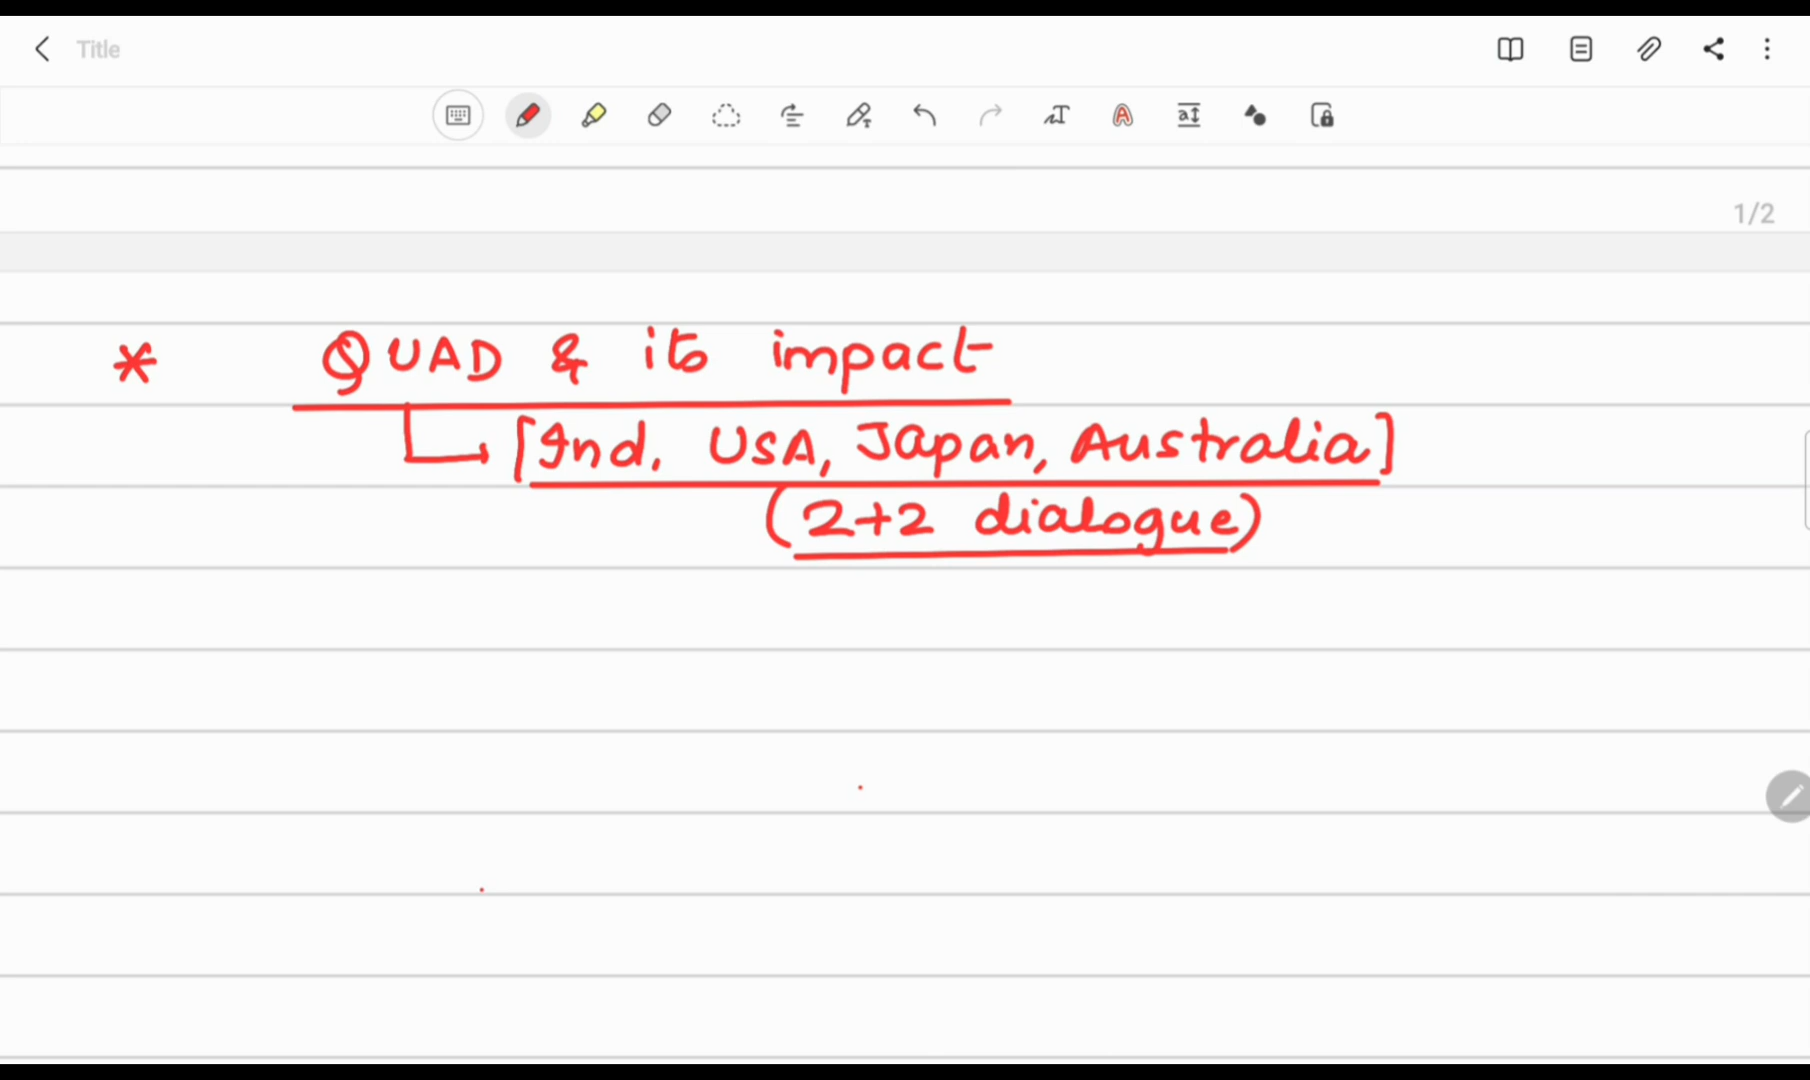 Title
1/2
* QUAD & its impact
[Ind, USA, Japan, Australia]
(2+2 dialogue)